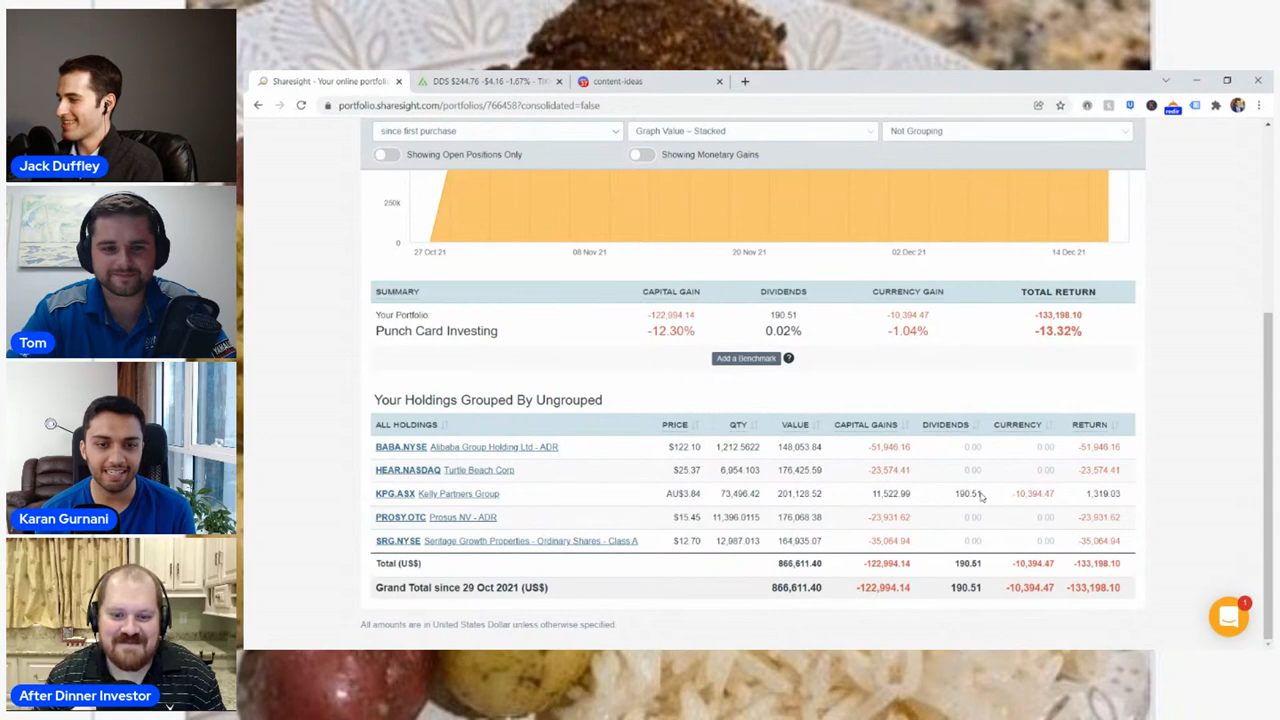 Jack Duffley
Tom
Karan Gurnani
After Dinner Investor
Sharesight - Your online portfoli
DDS $244.76 -$4.16 -1.67%
content-ideas
portfolio.sharesight.com/portfolios/766458?consolidated=false
redir
since first purchase
Graph Value – Stacked
Not Grouping
Showing Open Positions Only
Showing Monetary Gains
250k
0
27 Oct 21 08 Nov 21 20 Nov 21 02 Dec 21 14 Dec 21
SUMMARY CAPITAL GAIN DIVIDENDS CURRENCY GAIN TOTAL RETURN
Your Portfolio: -122,994.14 190.51 -10,394.47 -133,198.10
Punch Card Investing -12.30% 0.02% -1.04% -13.32%
Add a Benchmark ?
Your Holdings Grouped By Ungrouped
ALL HOLDINGS PRICE QTY VALUE CAPITAL GAINS DIVIDENDS CURRENCY RETURN
BABA.NYSE Alibaba Group Holding Ltd - ADR $122.10 1,212.5622 148,053.84 -51,946.16 0.00 0.00 -51,946.16
HEAR.NASDAQ Turtle Beach Corp $25.37 6,954.103 176,425.59 -23,574.41 0.00 0.00 -23,574.41
KPG.ASX Kelly Partners Group AU$3.84 73,496.42 201,128.52 11,522.99 190.51 -10,394.47 1,319.03
PROSY.OTC Prosus NV - ADR $15.45 11,396.0115 176,068.38 -23,931.62 0.00 0.00 -23,931.62
SRG.NYSE Seritage Growth Properties - Ordinary Shares - Class A $12.70 12,987.013 164,935.07 -35,064.94 0.00 0.00 -35,064.94
Total (US$) 866,611.40 -122,994.14 190.51 -10,394.47 -133,198.10
Grand Total since 29 Oct 2021 (US$) 866,611.40 -122,994.14 190.51 -10,394.47 -133,198.10
All amounts are in United States Dollar unless otherwise specified.
1